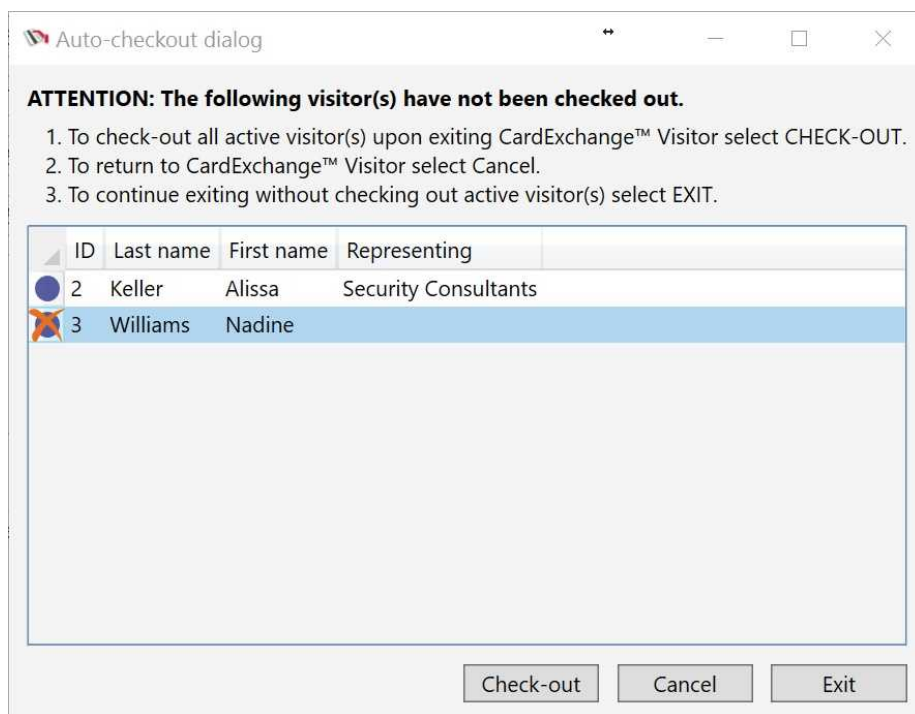 Auto-checkout dialog
ATTENTION: The following visitor(s) have not been checked out.
1. To check-out all active visitor(s) upon exiting CardExchange™ Visitor select CHECK-OUT.
2. To return to CardExchange™ Visitor select Cancel.
3. To continue exiting without checking out active visitor(s) select EXIT.
ID Last name First name Representing
2 Keller Alissa Security Consultants
3 Williams Nadine
Check-out Cancel Exit